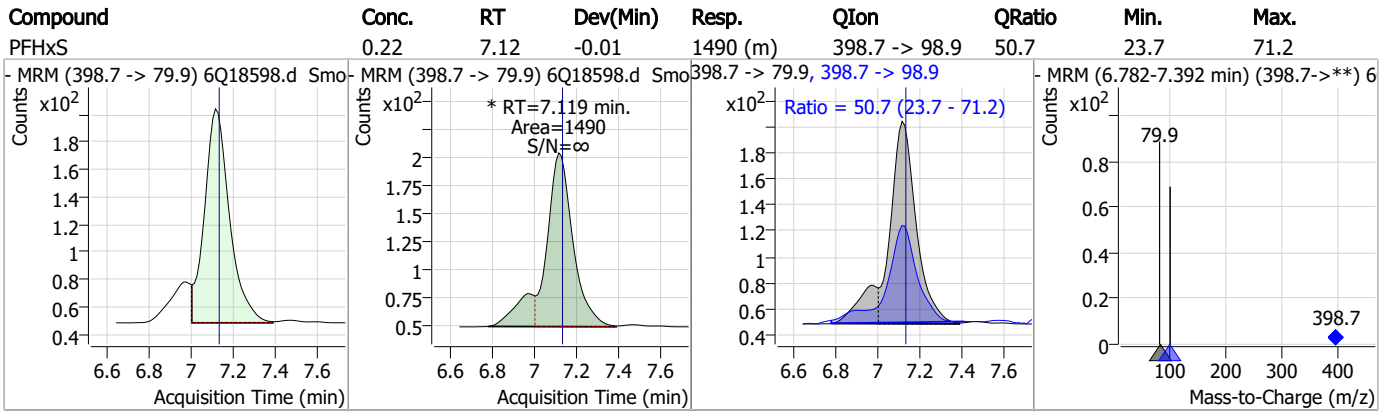 Compound Conc. RT Dev(Min) Resp. QIon QRatio Min. Max.
PFHxS 0.22 7.12 -0.01 1490 (m) 398.7 -> 98.9 50.7 23.7 71.2
- MRM (398.7 -> 79.9) 6Q18598.d Smo
Counts
x10²
1.8
1.6
1.4
1.2
1
0.8
0.6
0.4
6.6 6.8 7 7.2 7.4 7.6
Acquisition Time (min)
- MRM (398.7 -> 79.9) 6Q18598.d Smo
Counts
x10²
* RT=7.119 min.
Area=1490
S/N=∞
2
1.75
1.5
1.25
1
0.75
0.5
6.6 6.8 7 7.2 7.4 7.6
Acquisition Time (min)
398.7 -> 79.9, 398.7 -> 98.9
Counts
x10²
Ratio = 50.7 (23.7 - 71.2)
1.8
1.6
1.4
1.2
1
0.8
0.6
0.4
6.6 6.8 7 7.2 7.4 7.6
Acquisition Time (min)
- MRM (6.782-7.392 min) (398.7->**) 6
Counts
x10²
79.9
0.8
0.6
0.4
0.2
0
398.7
100 200 300 400
Mass-to-Charge (m/z)